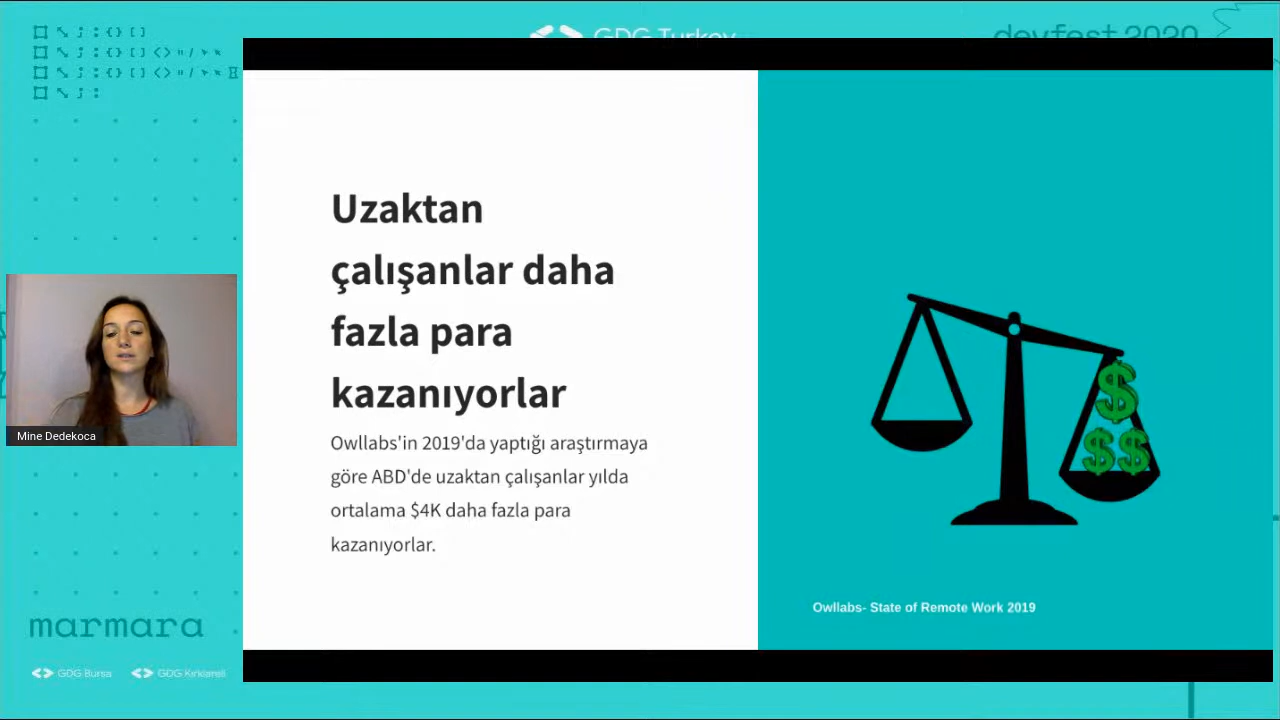 GDG Turkey
devfest 2020
Uzaktan
çalışanlar daha
fazla para
kazanıyorlar
Owllabs'in 2019'da yaptığı araştırmaya
göre ABD'de uzaktan çalışanlar yılda
ortalama $4K daha fazla para
kazanıyorlar.
$
$$
Owllabs- State of Remote Work 2019
Mine Dedekoca
marmara
GDG Bursa
GDG Kırklareli